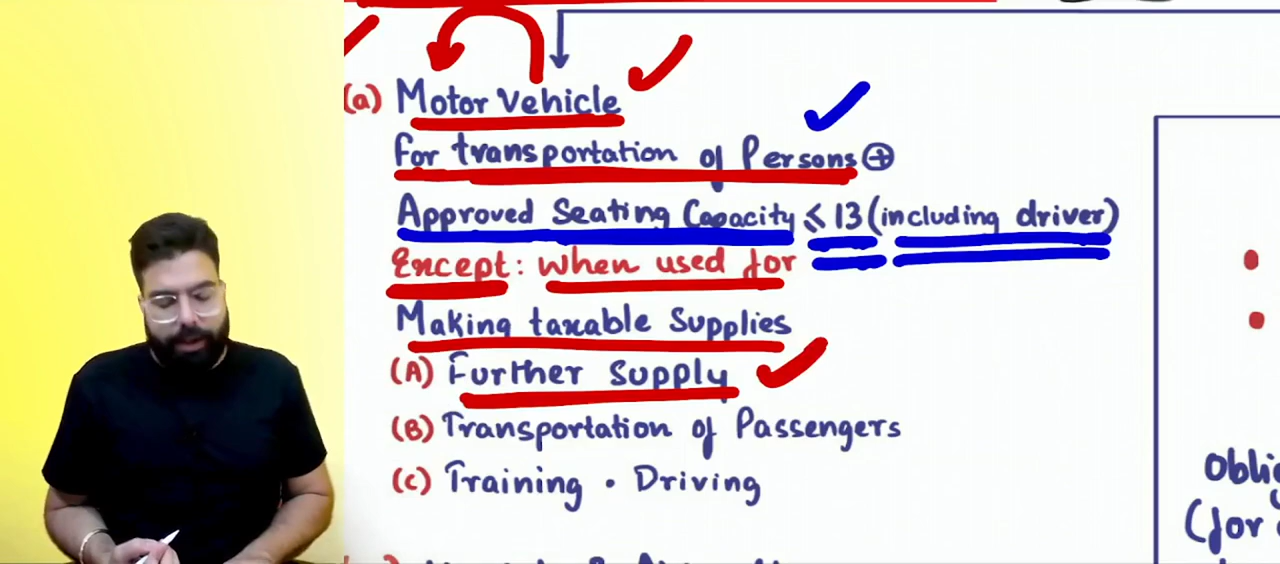 (a) Motor Vehicle
for transportation of Persons ⊕
Approved Seating Capacity ≤ 13 (including driver)
Except: when used for
Making taxable Supplies
(A) Further Supply
(B) Transportation of Passengers
(C) Training · Driving
(for